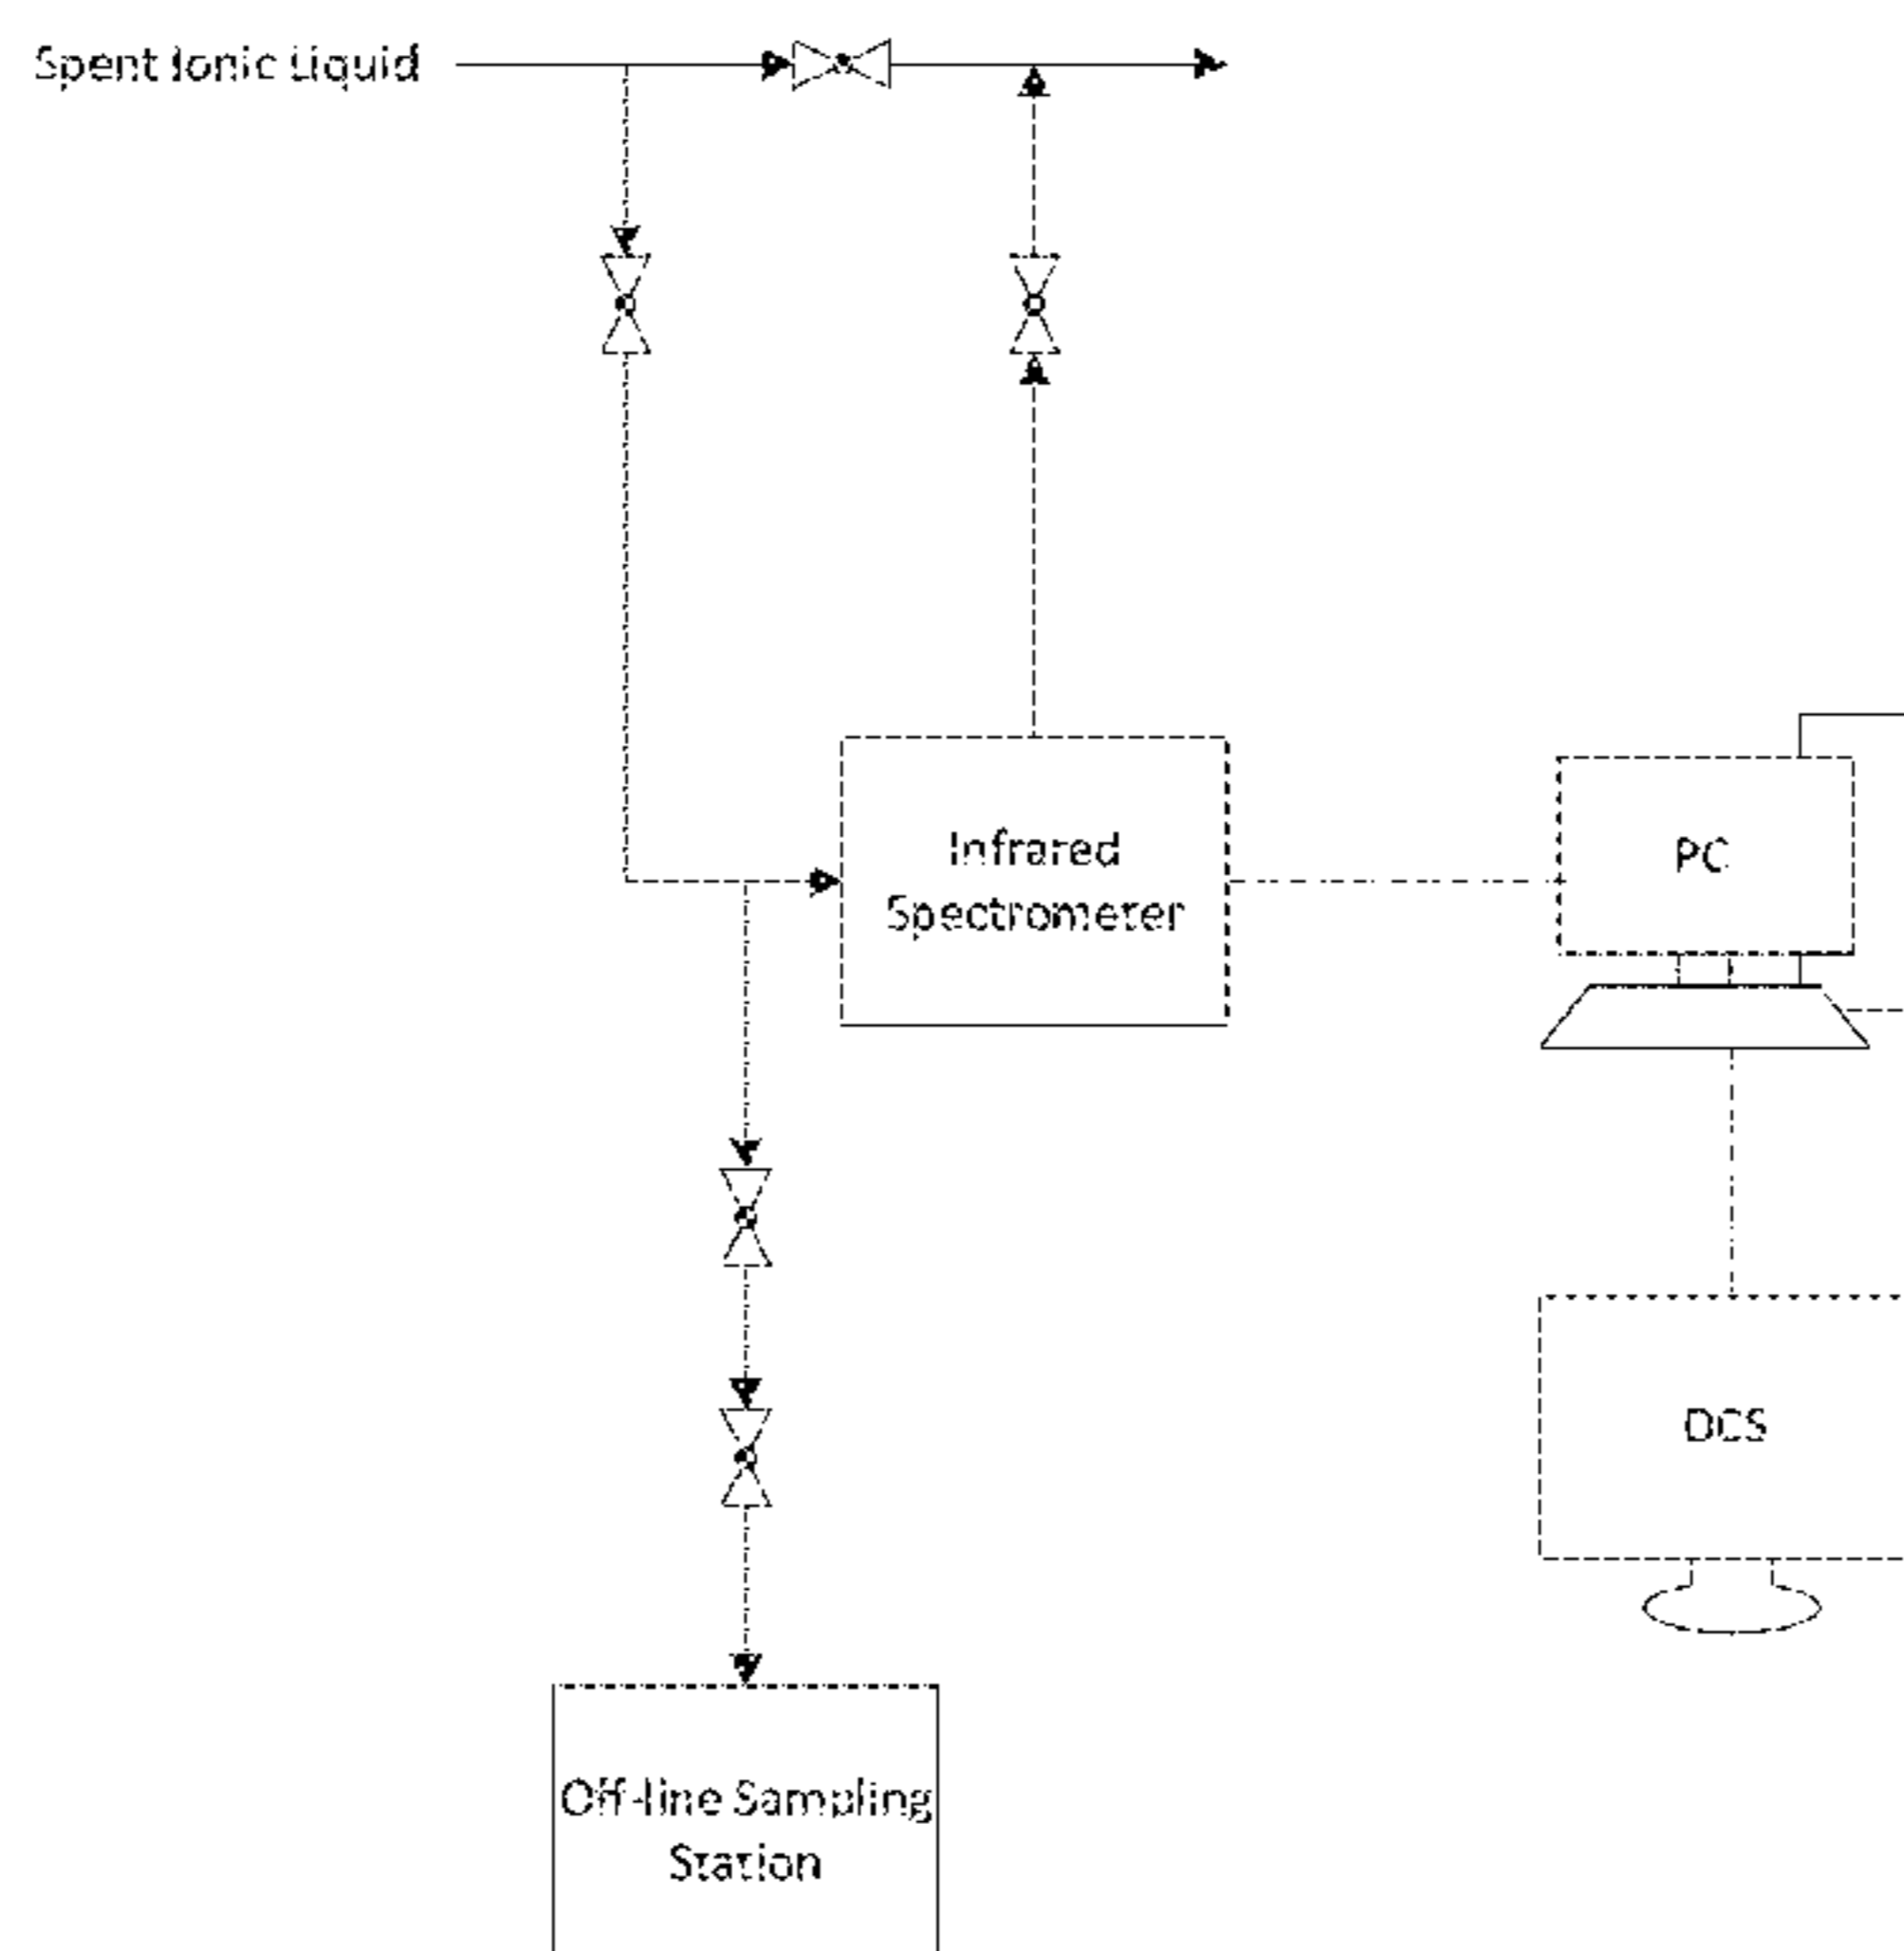 Spent Ionic Liquid
Infrared
Spectrometer
PC
DCS
Off-line Sampling
Station